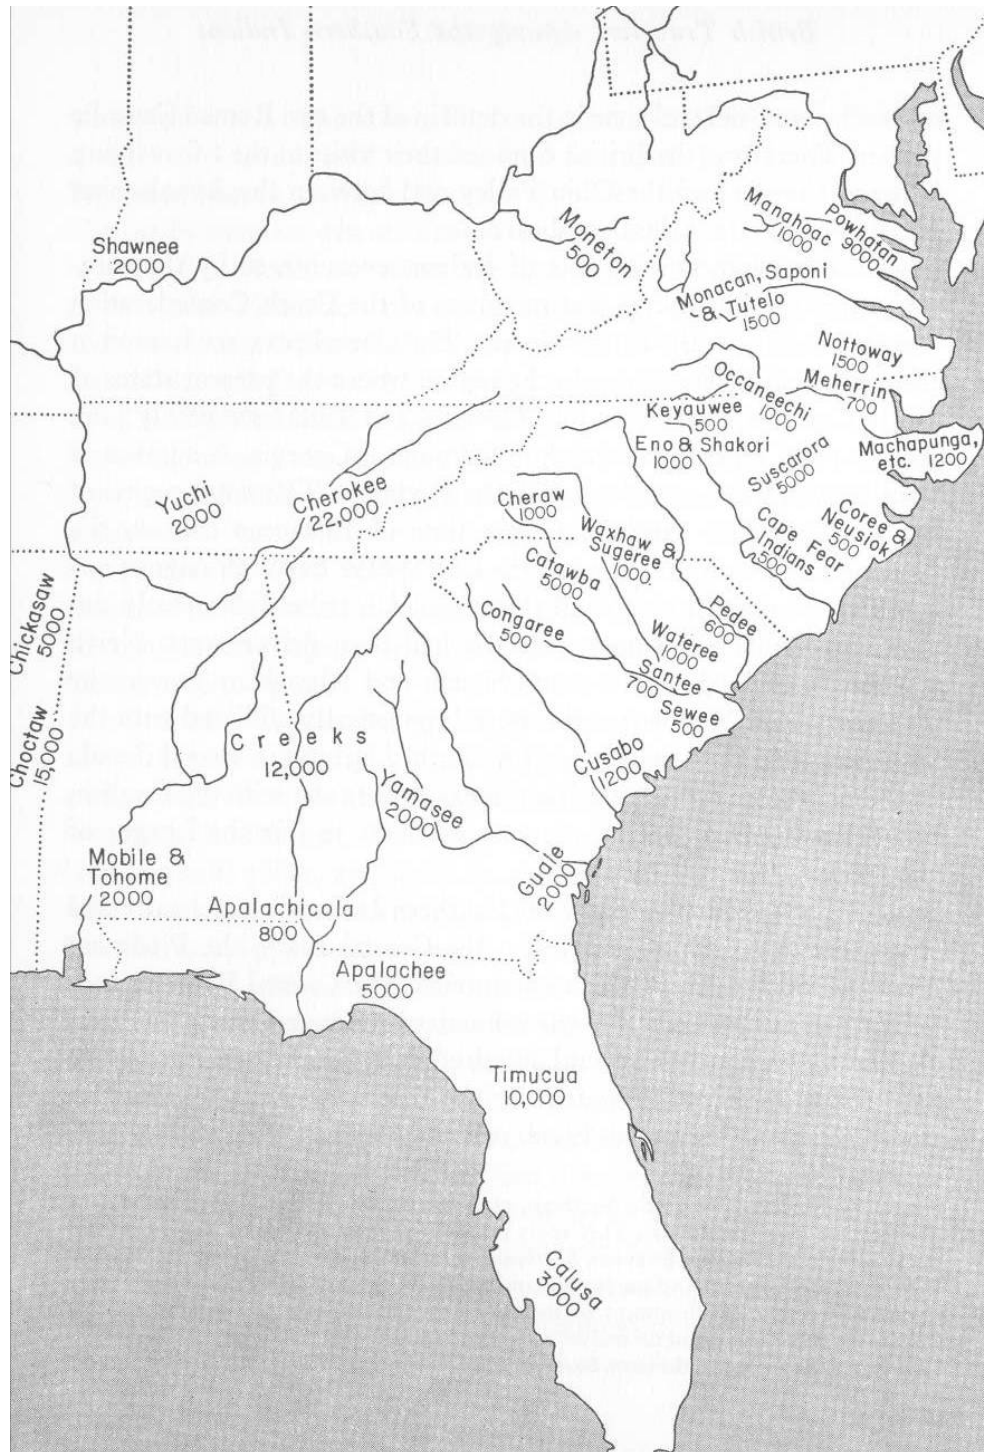 Shawnee
2000
Moneton
500
Manahoac
1000
Powhatan
9000
Monacan, Saponi
& Tutelo
1500
Nottoway
1500
Meherrin
700
Occaneechi
1000
Keyauwee
500
Eno & Shakori
1000
Machapunga,
etc. 1200
Suscarora
5000
Coree &
Neusiok
500
Cape Fear
Indians
500
Yuchi
2000
Cherokee
22,000
Cheraw
1000
Waxhaw &
Sugeree
1000
Catawba
5000
Congaree
500
Pedee
600
Wateree
1000
Santee
700
Sewee
500
Cusabo
1200
Chickasaw
5000
Choctaw
15,000
Creeks
12,000
Yamasee
2000
Guale
2000
Mobile &
Tohome
2000
Apalachicola
800
Apalachee
5000
Timucua
10,000
Calusa
3000